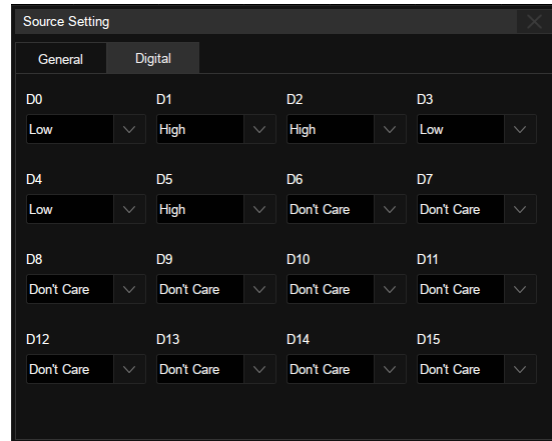 Source Setting
General Digital
D0 D1 D2 D3
Low High High Low
D4 D5 D6 D7
Low High Don't Care Don't Care
D8 D9 D10 D11
Don't Care Don't Care Don't Care Don't Care
D12 D13 D14 D15
Don't Care Don't Care Don't Care Don't Care